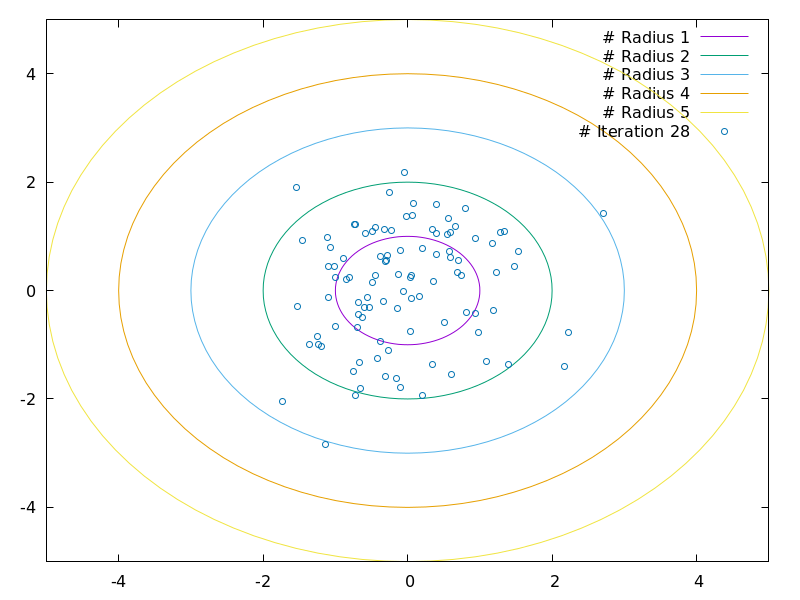 # Radius 1
# Radius 2
# Radius 3
# Radius 4
# Radius 5
# Iteration 28
4
2
0
-2
-4
-4 -2 0 2 4